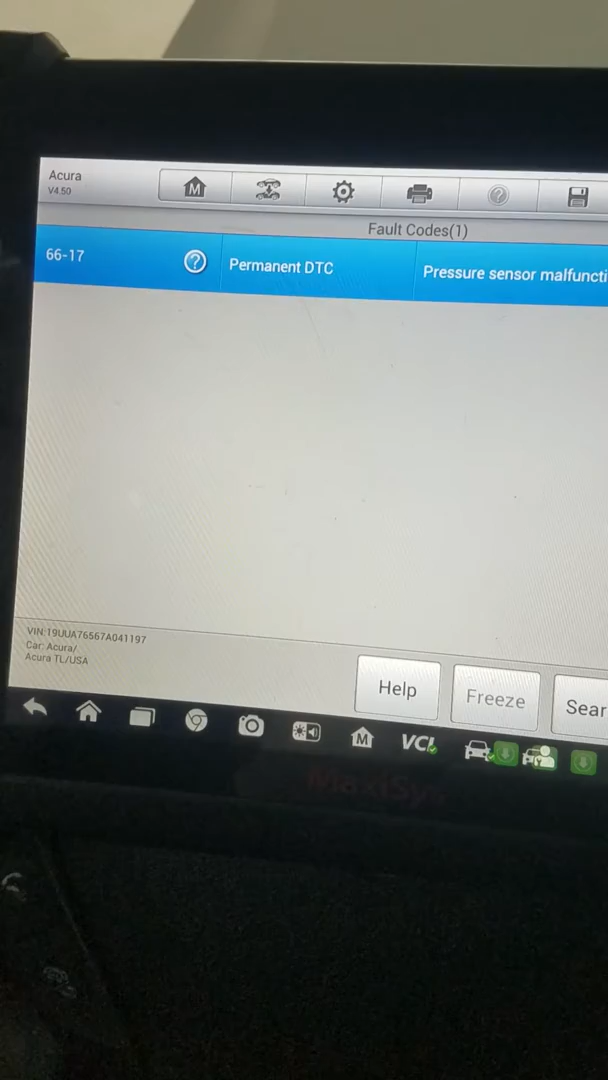 Acura
V4.50
M
Fault Codes(1)
66-17
?
Permanent DTC
Pressure sensor malfuncti
VIN:19UUA76567A041197
Car: Acura/
Acura TL/USA
Help
Freeze
Sear
M
VCI
MaxiSys